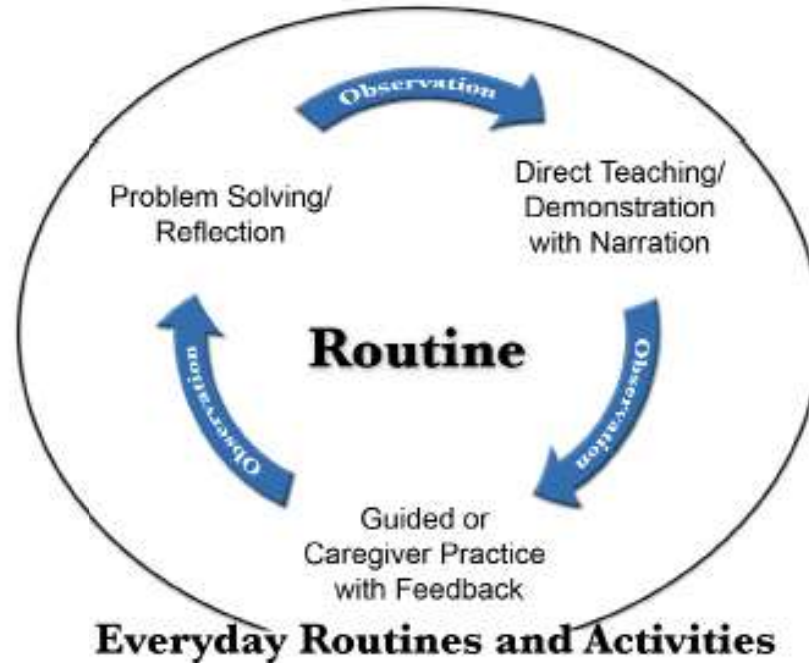 Observation
Problem Solving/
Reflection
Direct Teaching/
Demonstration
with Narration
Routine
Observation
Observation
Guided or
Caregiver Practice
with Feedback
Everyday Routines and Activities